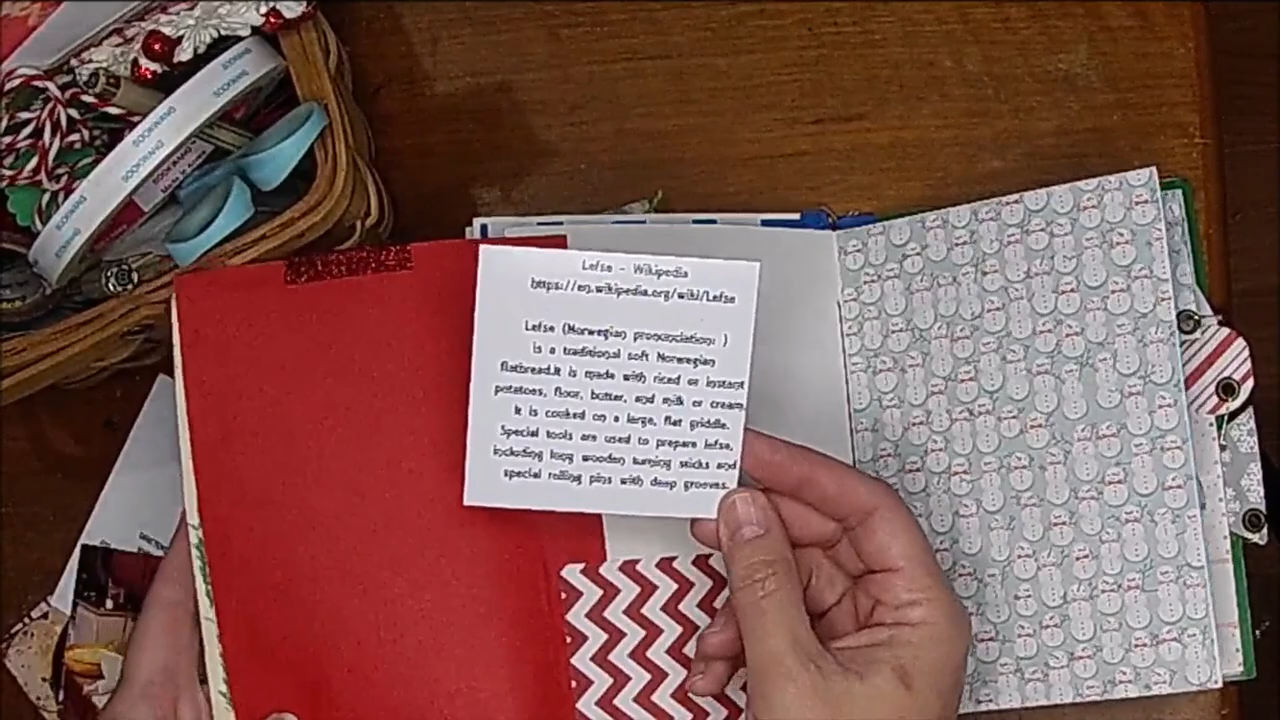 Lefse - Wikipedia
https://en.wikipedia.org/wiki/Lefse
Lefse (Norwegian pronunciation: )
is a traditional soft Norwegian
flatbread.It is made with riced or instant
potatoes, flour, butter, and milk or cream.
It is cooked on a large, flat griddle.
Special tools are used to prepare lefse,
including long wooden turning sticks and
special rolling pins with deep grooves.